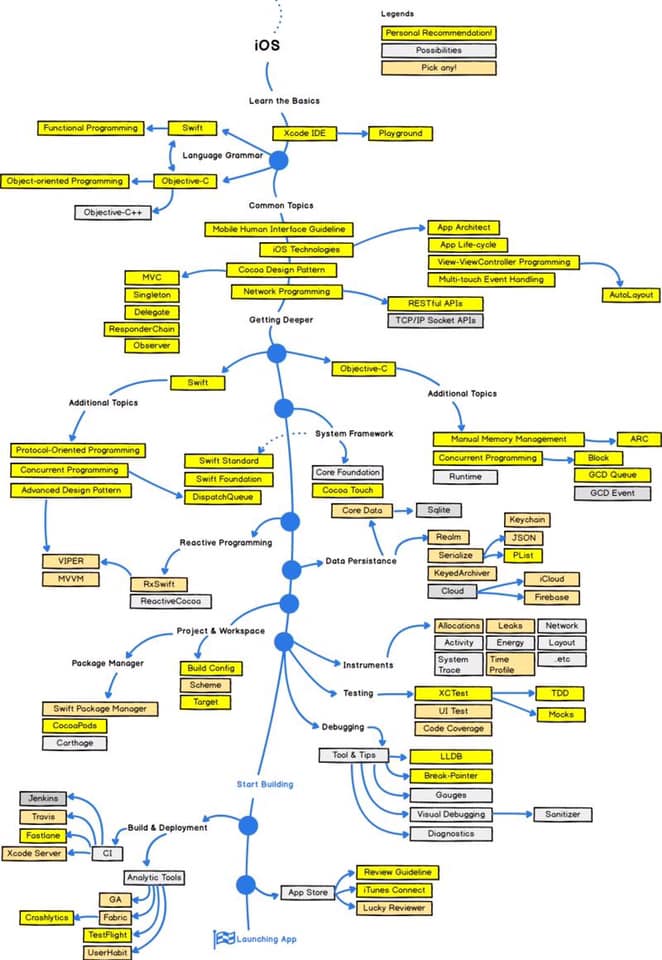 iOS
Legends
Personal Recommendation!
Possibilities
Pick any!
Learn the Basics
Functional Programming
Swift
Xcode IDE
Playground
Language Grammar
Object-oriented Programming
Objective-C
Objective-C++
Common Topics
Mobile Human Interface Guideline
App Architect
iOS Technologies
App Life-cycle
Cocoa Design Pattern
View-ViewController Programming
MVC
Multi-touch Event Handling
Singleton
Network Programming
AutoLayout
Delegate
RESTful APIs
ResponderChain
TCP/IP Socket APIs
Observer
Getting Deeper
Swift
Objective-C
Additional Topics
Additional Topics
System Framework
Protocol-Oriented Programming
Manual Memory Management
ARC
Concurrent Programming
Swift Standard
Core Foundation
Concurrent Programming
Block
Advanced Design Pattern
Swift Foundation
Cocoa Touch
Runtime
GCD Queue
DispatchQueue
GCD Event
Core Data
Sqlite
Keychain
Reactive Programming
Realm
JSON
Data Persistance
Serialize
PList
VIPER
KeyedArchiver
MVVM
RxSwift
iCloud
ReactiveCocoa
Cloud
Firebase
Project & Workspace
Allocations
Leaks
Network
Activity
Energy
Layout
Package Manager
Build Config
Instruments
System
Trace
Time
Profile
..etc
Scheme
Swift Package Manager
Target
Testing
XCTest
TDD
CocoaPods
UI Test
Mocks
Carthage
Debugging
Code Coverage
Tool & Tips
LLDB
Break-Pointer
Start Building
Gauges
Jenkins
Visual Debugging
Sanitizer
Travis
Build & Deployment
Diagnostics
Fastlane
Xcode Server
CI
Analytic Tools
Review Guideline
App Store
iTunes Connect
GA
Lucky Reviewer
Crashlytics
Fabric
TestFlight
Launching App
UserHabit